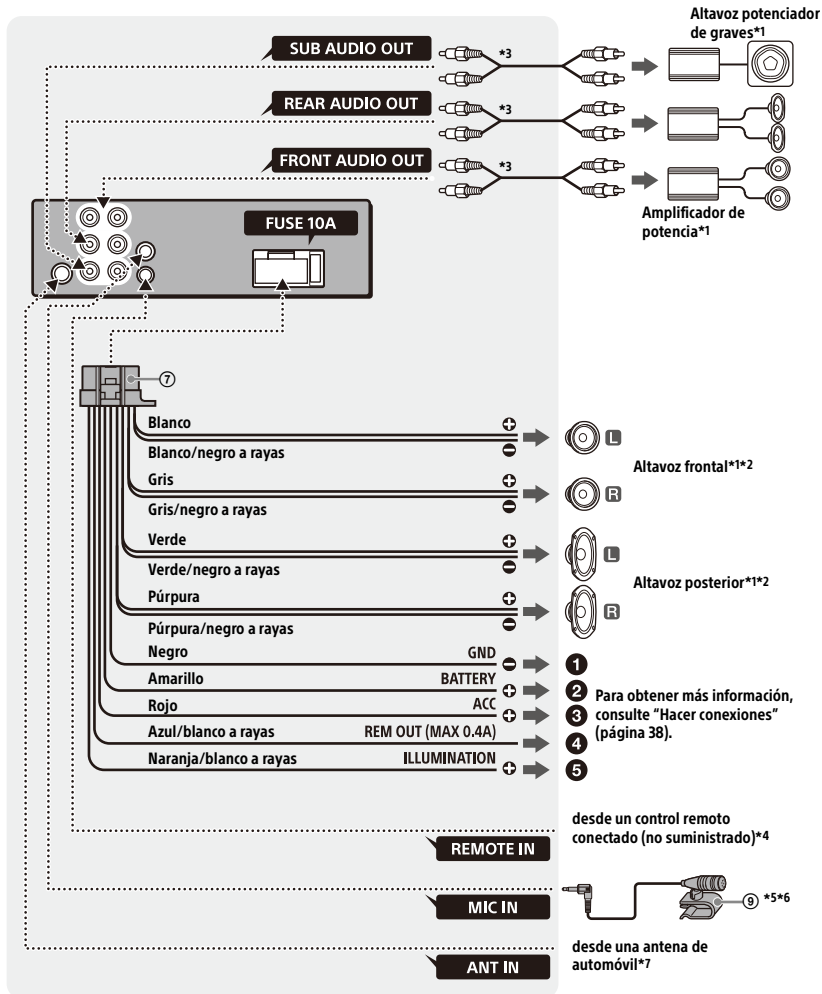 Altavoz potenciador
de graves*1
SUB AUDIO OUT
*3
REAR AUDIO OUT
*3
FRONT AUDIO OUT
*3
Amplificador de
potencia*1
FUSE 10A
⑦
Blanco
Blanco/negro a rayas
L
Gris
Gris/negro a rayas
R
Altavoz frontal*1*2
Verde
Verde/negro a rayas
L
Púrpura
Púrpura/negro a rayas
R
Altavoz posterior*1*2
Negro GND ❶
Amarillo BATTERY ❷
Rojo ACC ❸
Azul/blanco a rayas REM OUT (MAX 0.4A) ❹
Naranja/blanco a rayas ILLUMINATION ❺
Para obtener más información,
consulte “Hacer conexiones”
(página 38).
desde un control remoto
conectado (no suministrado)*4
REMOTE IN
⑨ *5*6
MIC IN
desde una antena de
automóvil*7
ANT IN